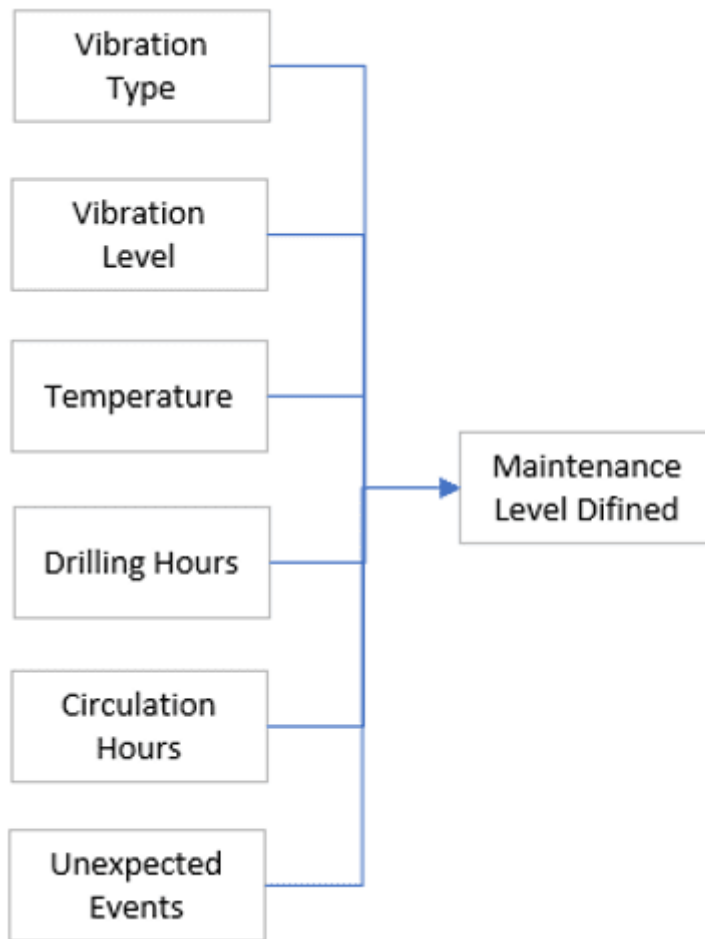 Vibration
Type
Vibration
Level
Temperature
Drilling Hours
Circulation
Hours
Unexpected
Events
Maintenance
Level Difined